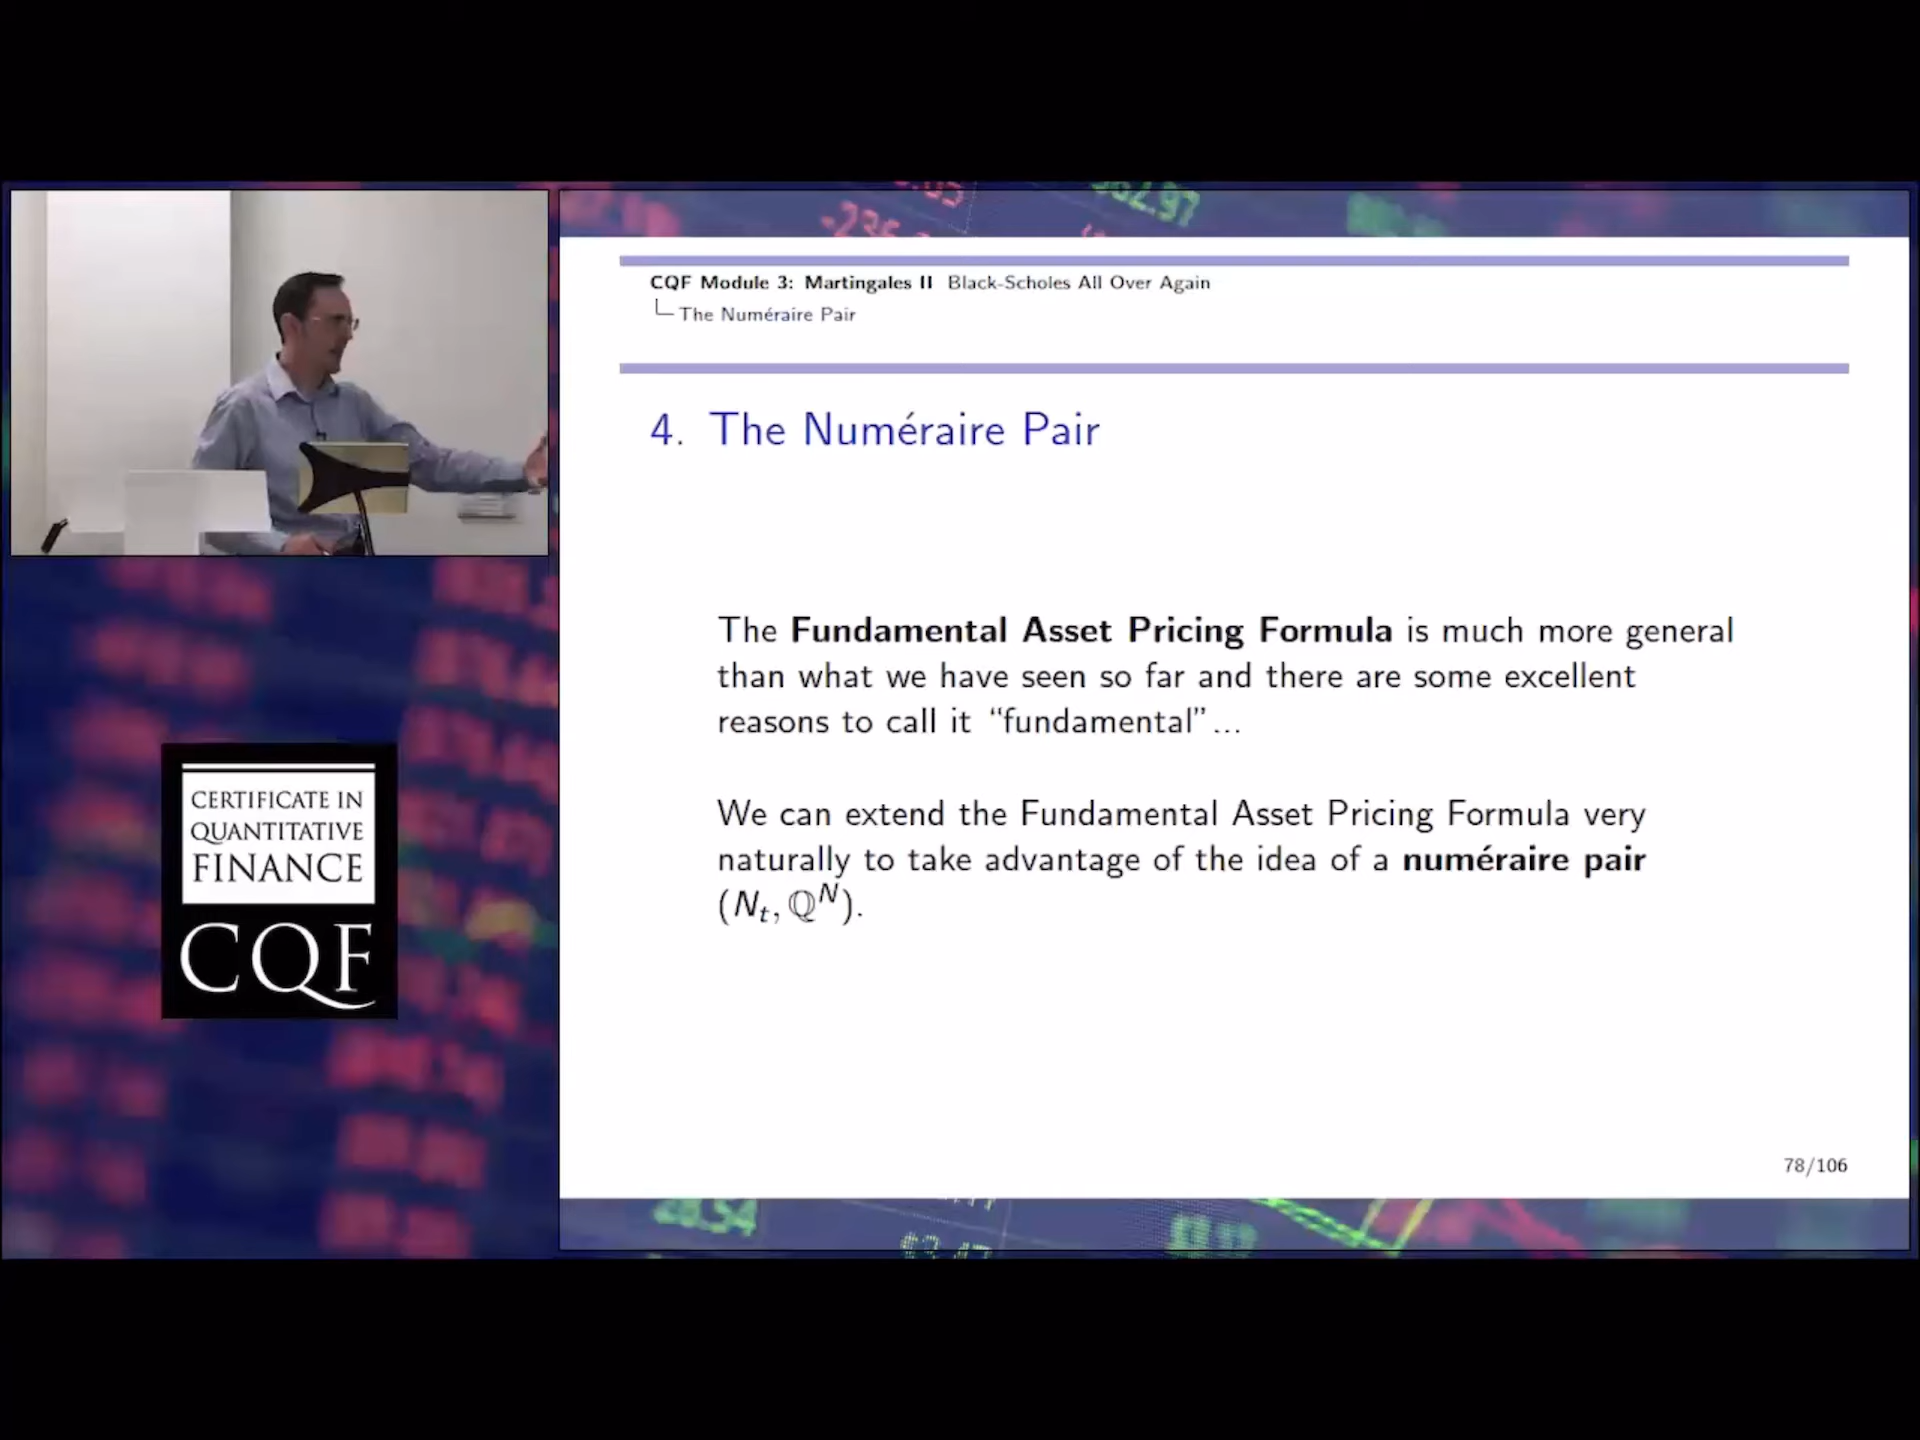 CQF Module 3: Martingales II Black-Scholes All Over Again
The Numéraire Pair
4. The Numéraire Pair
The Fundamental Asset Pricing Formula is much more general
than what we have seen so far and there are some excellent
reasons to call it “fundamental”...
We can extend the Fundamental Asset Pricing Formula very
naturally to take advantage of the idea of a numéraire pair
(Nₜ, ℚᴺ).
78/106
CERTIFICATE IN
QUANTITATIVE
FINANCE
CQF